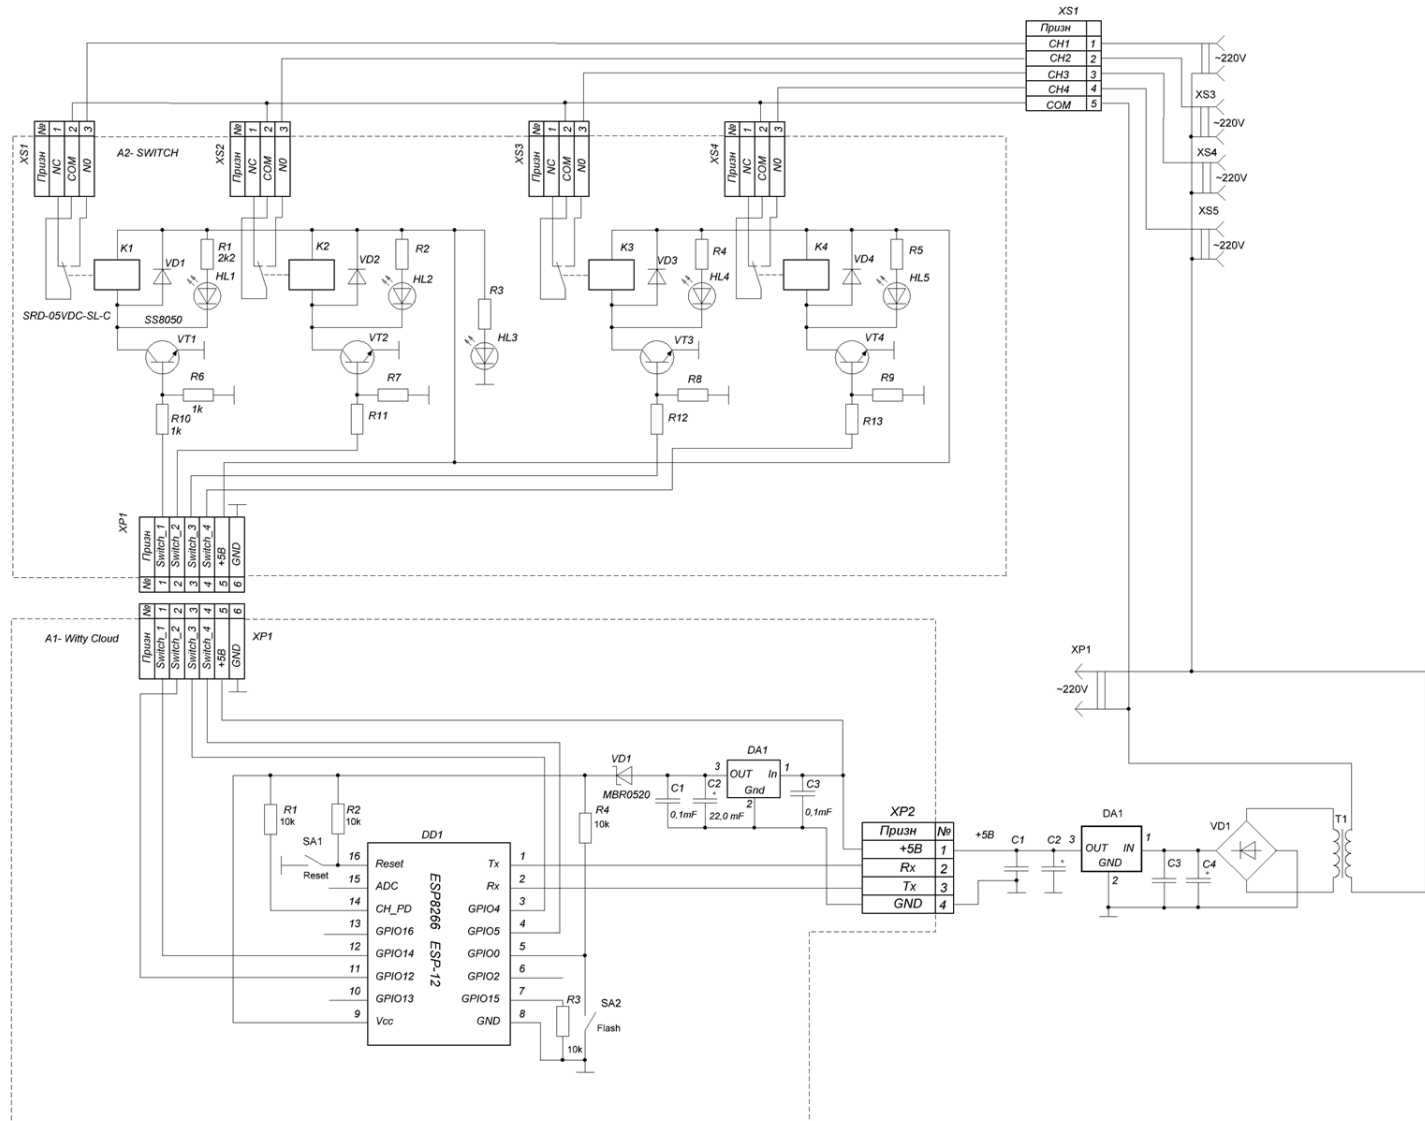 XS1
Призн
CH1 1
CH2 2
CH3 3
CH4 4
COM 5
~220V
XS3
~220V
XS4
~220V
XS5
~220V
A2- SWITCH
XS1
№ 1 2 3
Призн NC COM N0
XS2
№ 1 2 3
Призн NC COM N0
XS3
№ 1 2 3
Призн NC COM N0
XS4
№ 1 2 3
Призн NC COM N0
K1
VD1
R1
2k2
HL1
K2
VD2
R2
HL2
R3
HL3
K3
VD3
R4
HL4
K4
VD4
R5
HL5
SRD-05VDC-SL-C
SS8050
VT1
VT2
VT3
VT4
R6
1k
R7
R8
R9
R10
1k
R11
R12
R13
XP1
Призн Switch_1 Switch_2 Switch_3 Switch_4 +5B GND
№ 1 2 3 4 5 6
A1- Witty Cloud
№ 1 2 3 4 5 6
Призн Switch_1 Switch_2 Switch_3 Switch_4 +5B GND
XP1
XP1
~220V
VD1
MBR0520
C1
0,1mF
C2
+
22,0 mF
DA1
3 OUT In 1
Gnd
2
C3
0,1mF
R1
10k
R2
10k
SA1
Reset
R4
10k
DD1
ESP8266 ESP-12
16 Reset Tx 1
15 ADC Rx 2
14 CH_PD GPIO4 3
13 GPIO16 GPIO5 4
12 GPIO14 GPIO0 5
11 GPIO12 GPIO2 6
10 GPIO13 GPIO15 7
9 Vcc GND 8
R3
10k
SA2
Flash
XP2
Призн №
+5B 1
Rx 2
Tx 3
GND 4
+5B
C1
C2
+
DA1
3 OUT IN 1
GND
2
C3
C4
+
VD1
T1